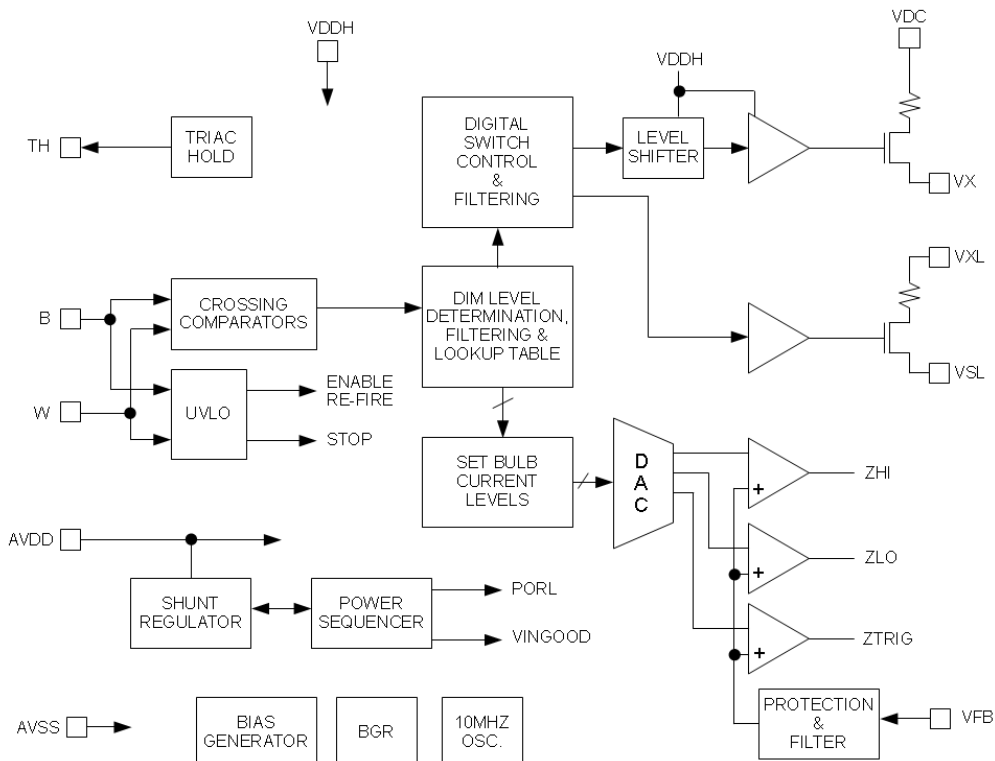 VDDH
VDC
VDDH
TH
TRIAC
HOLD
DIGITAL
SWITCH
CONTROL
&
FILTERING
LEVEL
SHIFTER
VX
B
CROSSING
COMPARATORS
DIM LEVEL
DETERMINATION,
FILTERING &
LOOKUP TABLE
VXL
VSL
W
UVLO
ENABLE
RE-FIRE
STOP
SET BULB
CURRENT
LEVELS
D
A
C
+
ZHI
+
ZLO
+
ZTRIG
AVDD
SHUNT
REGULATOR
POWER
SEQUENCER
PORL
VINGOOD
AVSS
BIAS
GENERATOR
BGR
10MHZ
OSC.
PROTECTION
&
FILTER
VFB